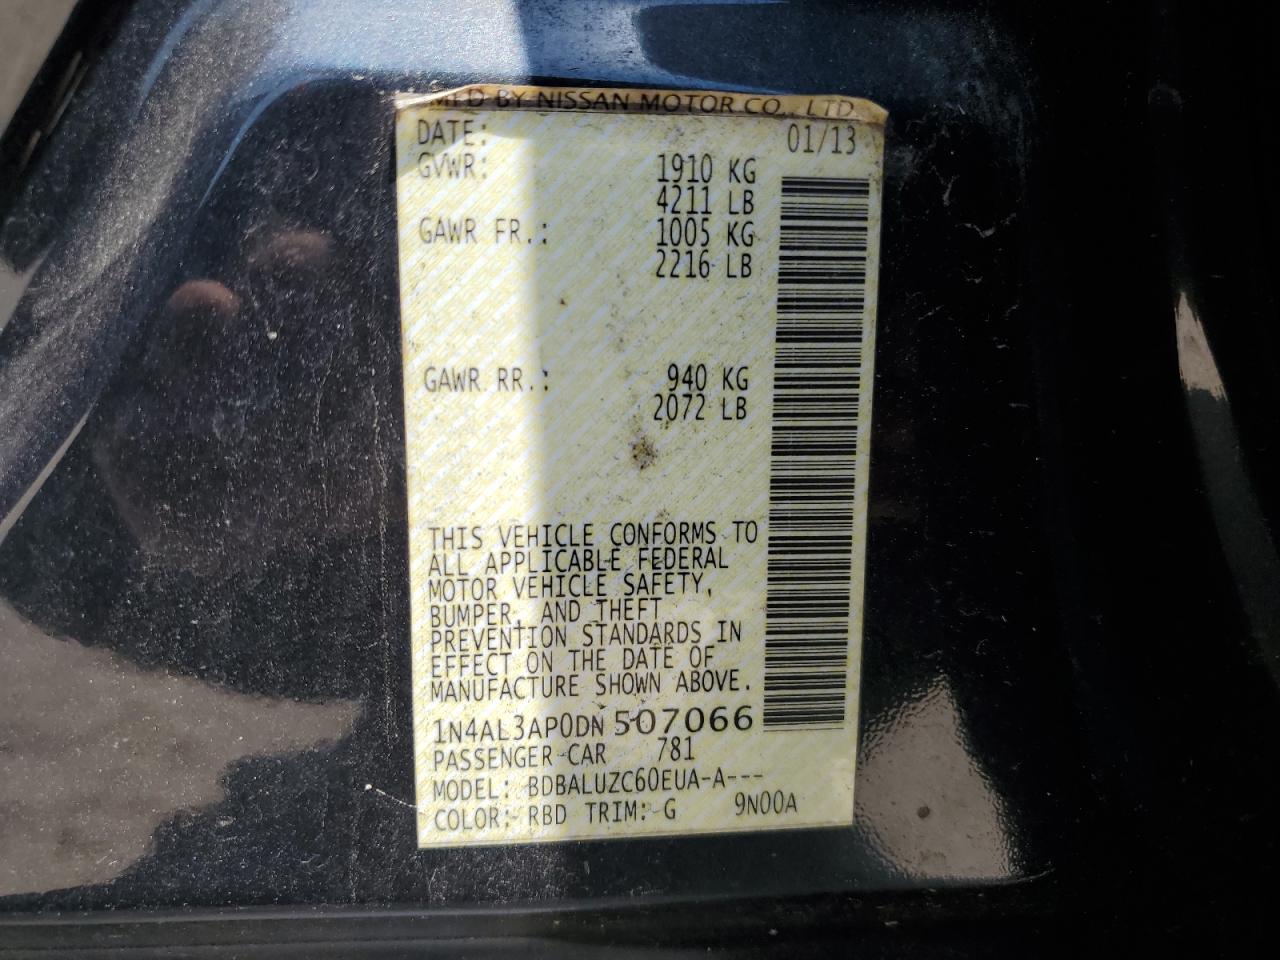 MFD BY NISSAN MOTOR CO., LTD.
DATE: 01/13
GVWR: 1910 KG
4211 LB
GAWR FR.: 1005 KG
2216 LB
GAWR RR.: 940 KG
2072 LB
THIS VEHICLE CONFORMS TO
ALL APPLICABLE FEDERAL
MOTOR VEHICLE SAFETY,
BUMPER, AND THEFT
PREVENTION STANDARDS IN
EFFECT ON THE DATE OF
MANUFACTURE SHOWN ABOVE.
1N4AL3AP0DN 507066
PASSENGER CAR 781
MODEL: BDBALUZC60EUA-A---
COLOR: RBD TRIM: G 9N00A